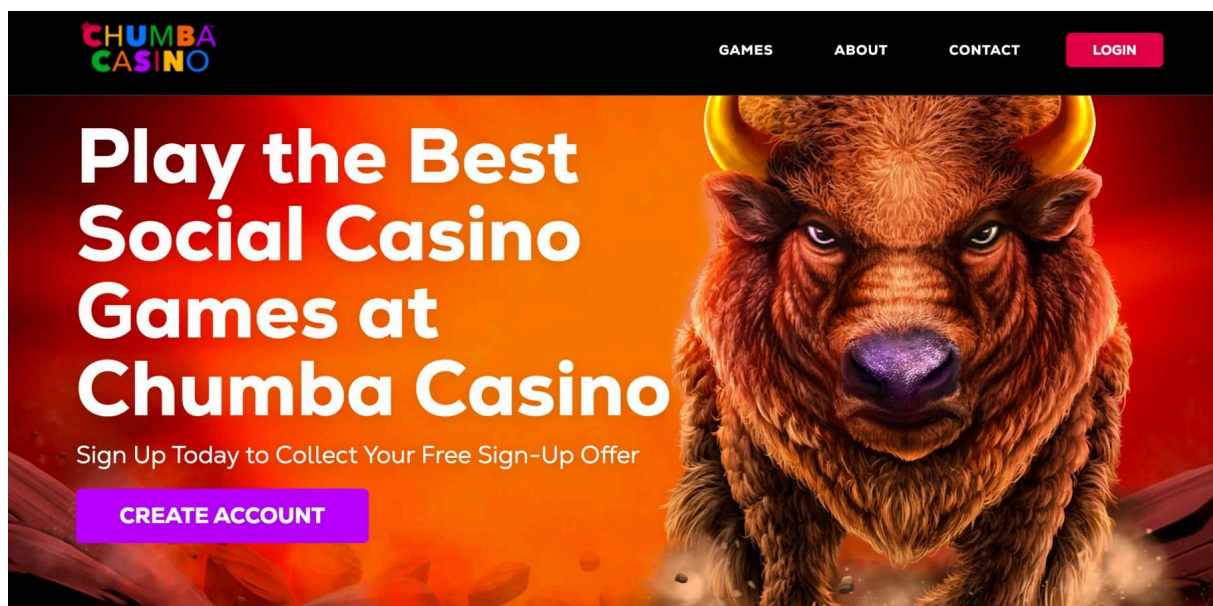 CHUMBA
CASINO
GAMES
ABOUT
CONTACT
LOGIN
Play the Best
Social Casino
Games at
Chumba Casino
Sign Up Today to Collect Your Free Sign-Up Offer
CREATE ACCOUNT